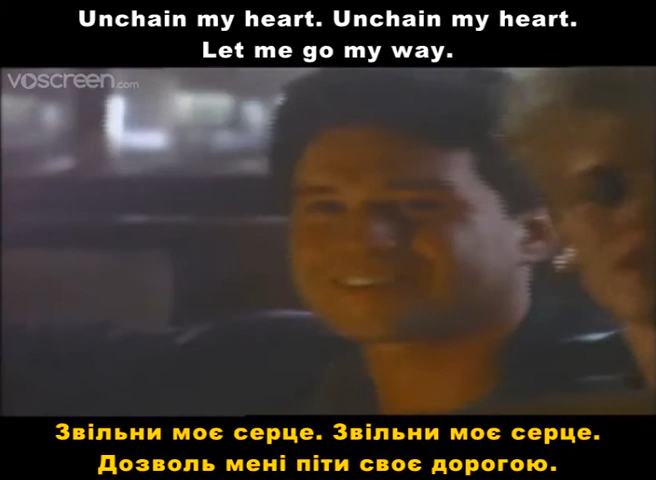 Unchain my heart. Unchain my heart.
Let me go my way.
voscreen.com
Звільни моє серце. Звільни моє серце.
Дозволь мені піти своє дорогою.